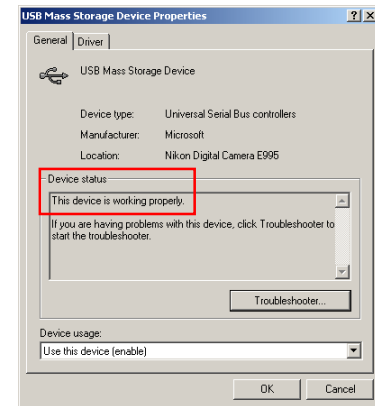 USB Mass Storage Device Properties
General Driver
USB Mass Storage Device
Device type: Universal Serial Bus controllers
Manufacturer: Microsoft
Location: Nikon Digital Camera E995
Device status
This device is working properly.
If you are having problems with this device, click Troubleshooter to
start the troubleshooter.
Troubleshooter...
Device usage:
Use this device (enable)
OK Cancel